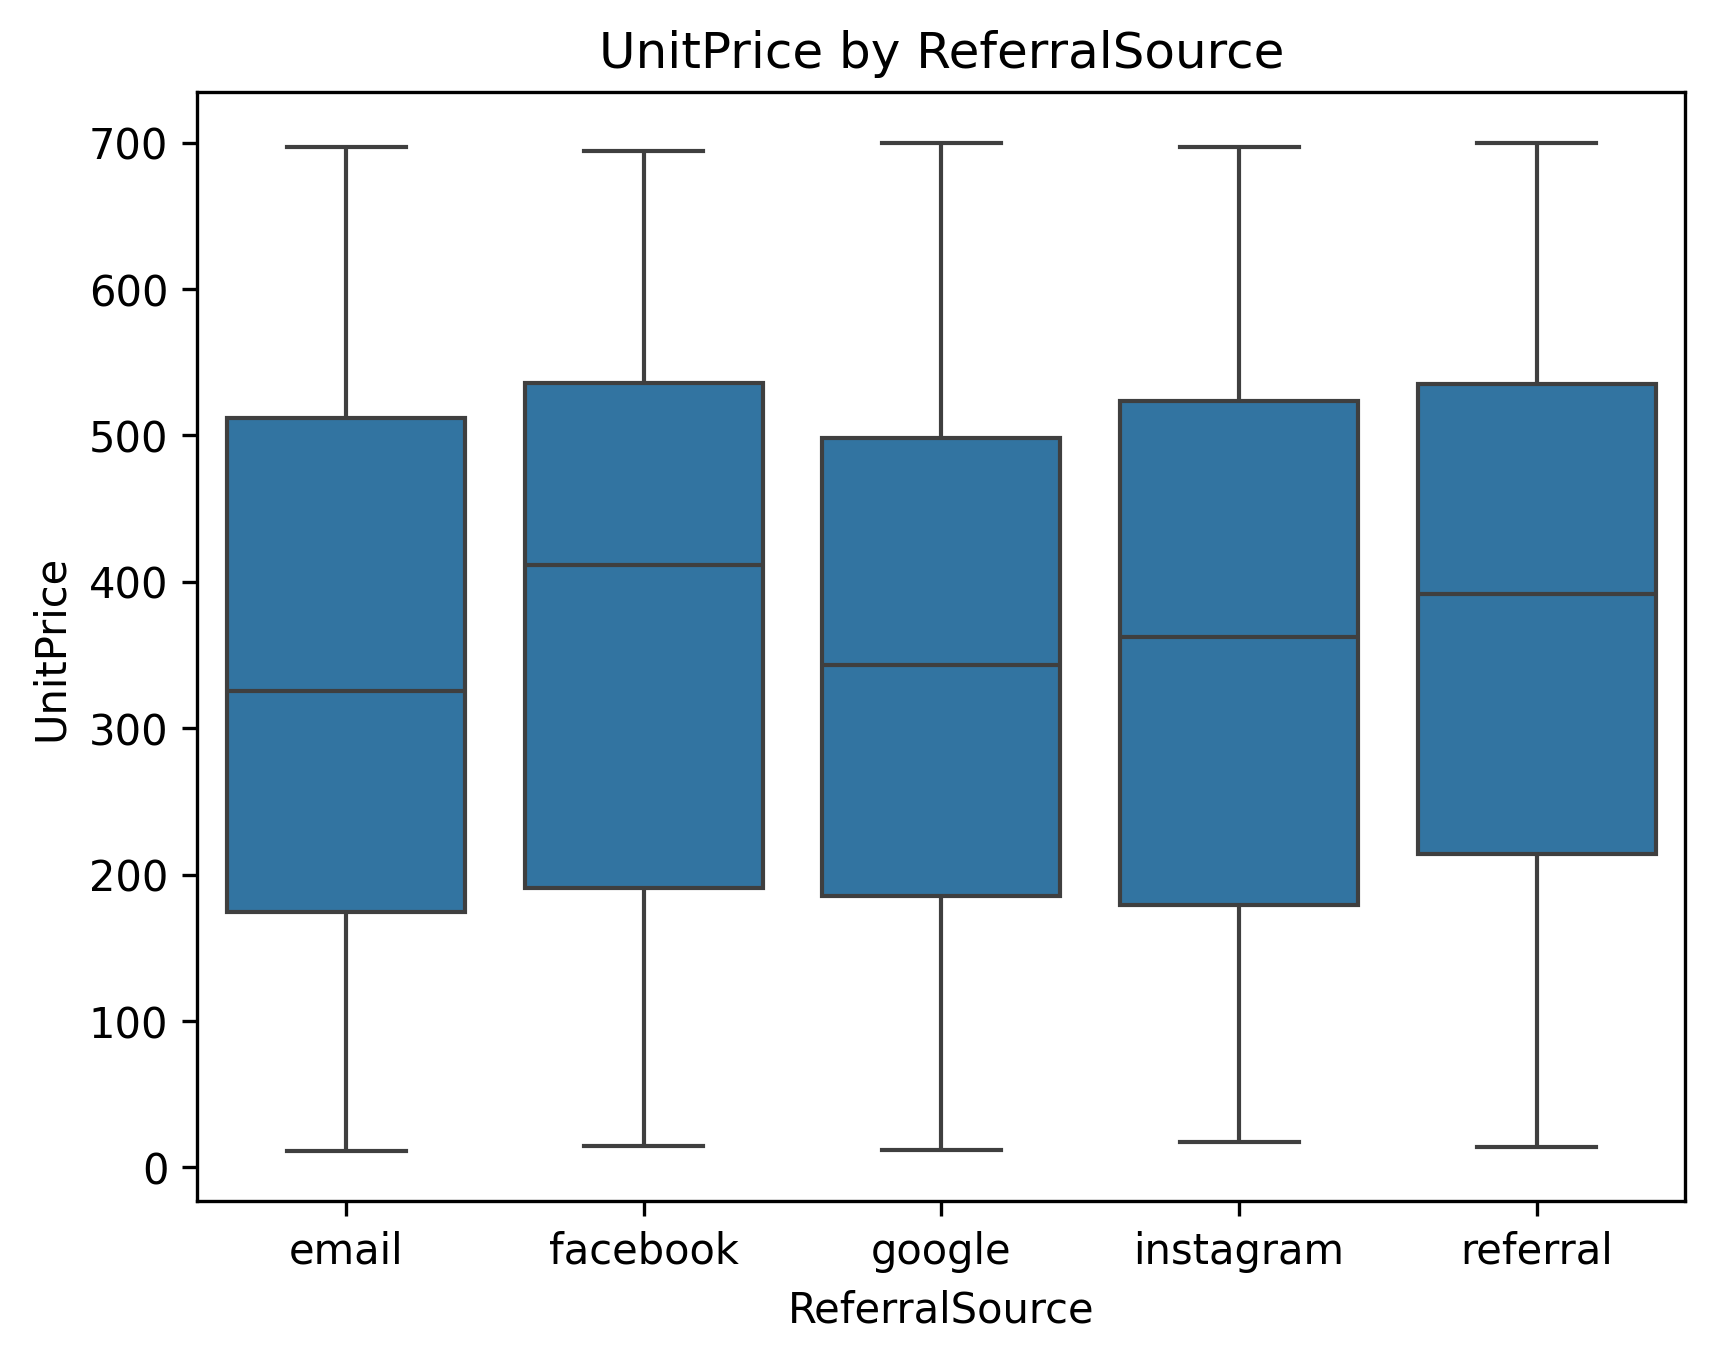 UnitPrice by ReferralSource
UnitPrice
700
600
500
400
300
200
100
0
email facebook google instagram referral
ReferralSource